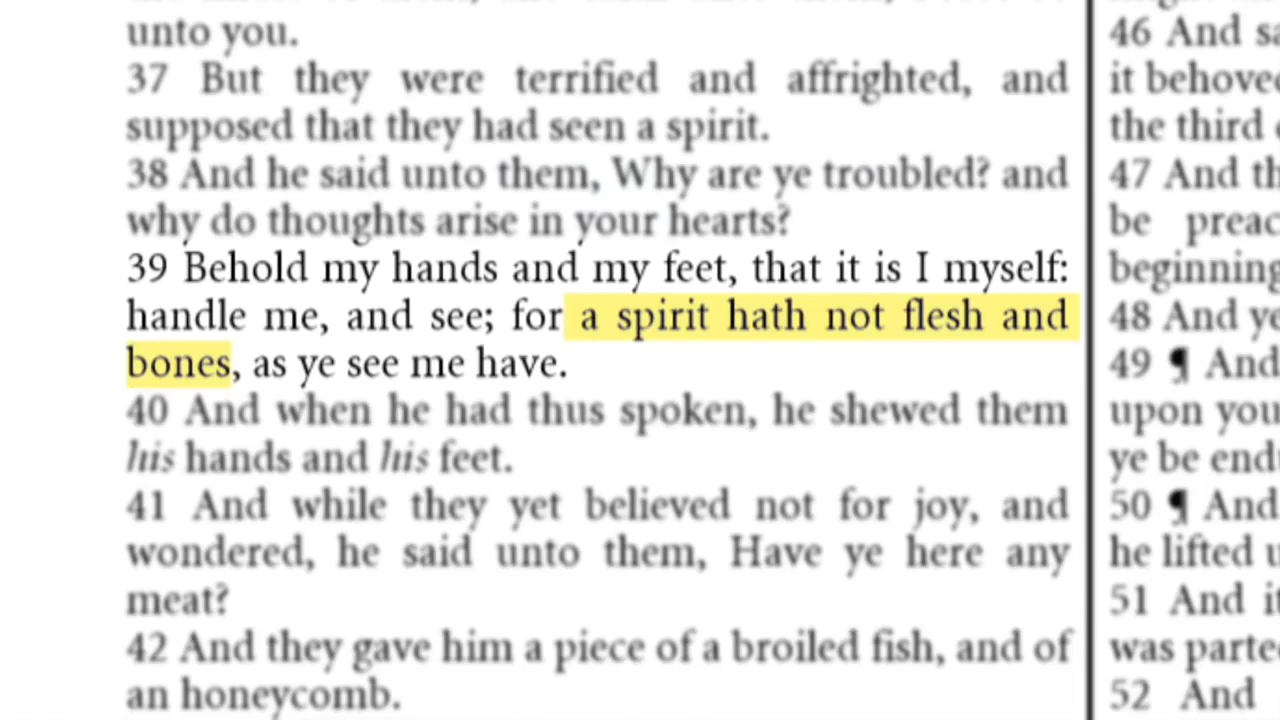 unto you.
37 But they were terrified and affrighted, and
supposed that they had seen a spirit.
38 And he said unto them, Why are ye troubled? and
why do thoughts arise in your hearts?
39 Behold my hands and my feet, that it is I myself:
handle me, and see; for a spirit hath not flesh and
bones, as ye see me have.
40 And when he had thus spoken, he shewed them
his hands and his feet.
41 And while they yet believed not for joy, and
wondered, he said unto them, Have ye here any
meat?
42 And they gave him a piece of a broiled fish, and of
an honeycomb.
46 And
it
the third
47 And
be
beginning
48 And ye
49 ¶ And
upon you
ye be
50 ¶ And
he lifted
51 And
was
52 And